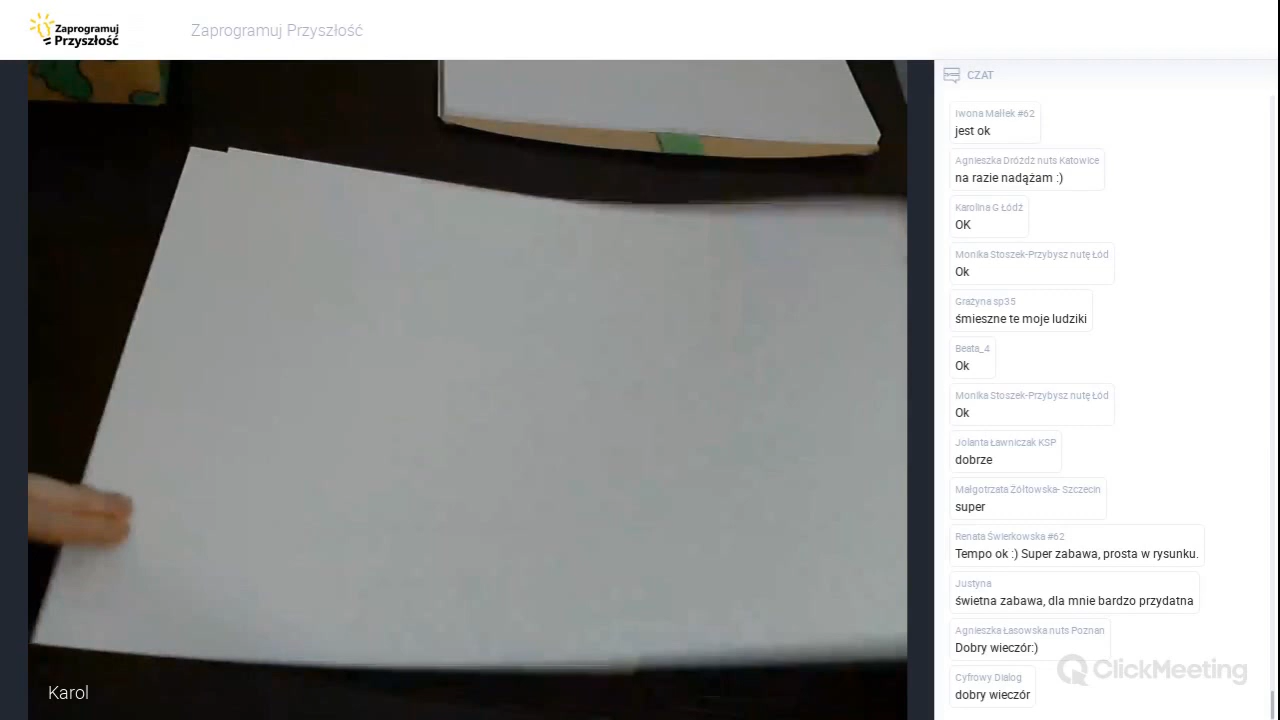 Zaprogramuj
Przyszłość
Zaprogramuj Przyszłość
CZAT
Iwona Małłek #62
jest ok
Agnieszka Dróżdż nuts Katowice
na razie nadążam :)
Karolina G Łódź
OK
Monika Stoszek-Przybysz nutę Łód
Ok
Grażyna sp35
śmieszne te moje ludziki
Beata_4
Ok
Monika Stoszek-Przybysz nutę Łód
Ok
Jolanta Ławniczak KSP
dobrze
Małgotrzata Żółtowska- Szczecin
super
Renata Świerkowska #62
Tempo ok :) Super zabawa, prosta w rysunku.
Justyna
świetna zabawa, dla mnie bardzo przydatna
Agnieszka Łasowska nuts Poznan
Dobry wieczór:)
Cyfrowy Dialog
dobry wieczór
Karol
ClickMeeting